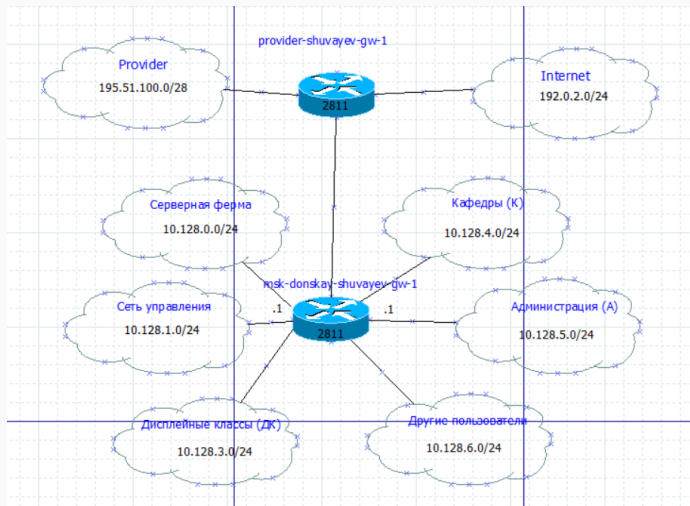 provider-shuvayev-gw-1
Provider
195.51.100.0/28
2811
Internet
192.0.2.0/24
Серверная ферма
10.128.0.0/24
Кафедры (К)
10.128.4.0/24
msk-donskay-shuvayev-gw-1
Сеть управления
10.128.1.0/24
.1
2811
.1
Администрация (А)
10.128.5.0/24
Дисплейные классы (ДК)
10.128.3.0/24
Другие пользователи
10.128.6.0/24